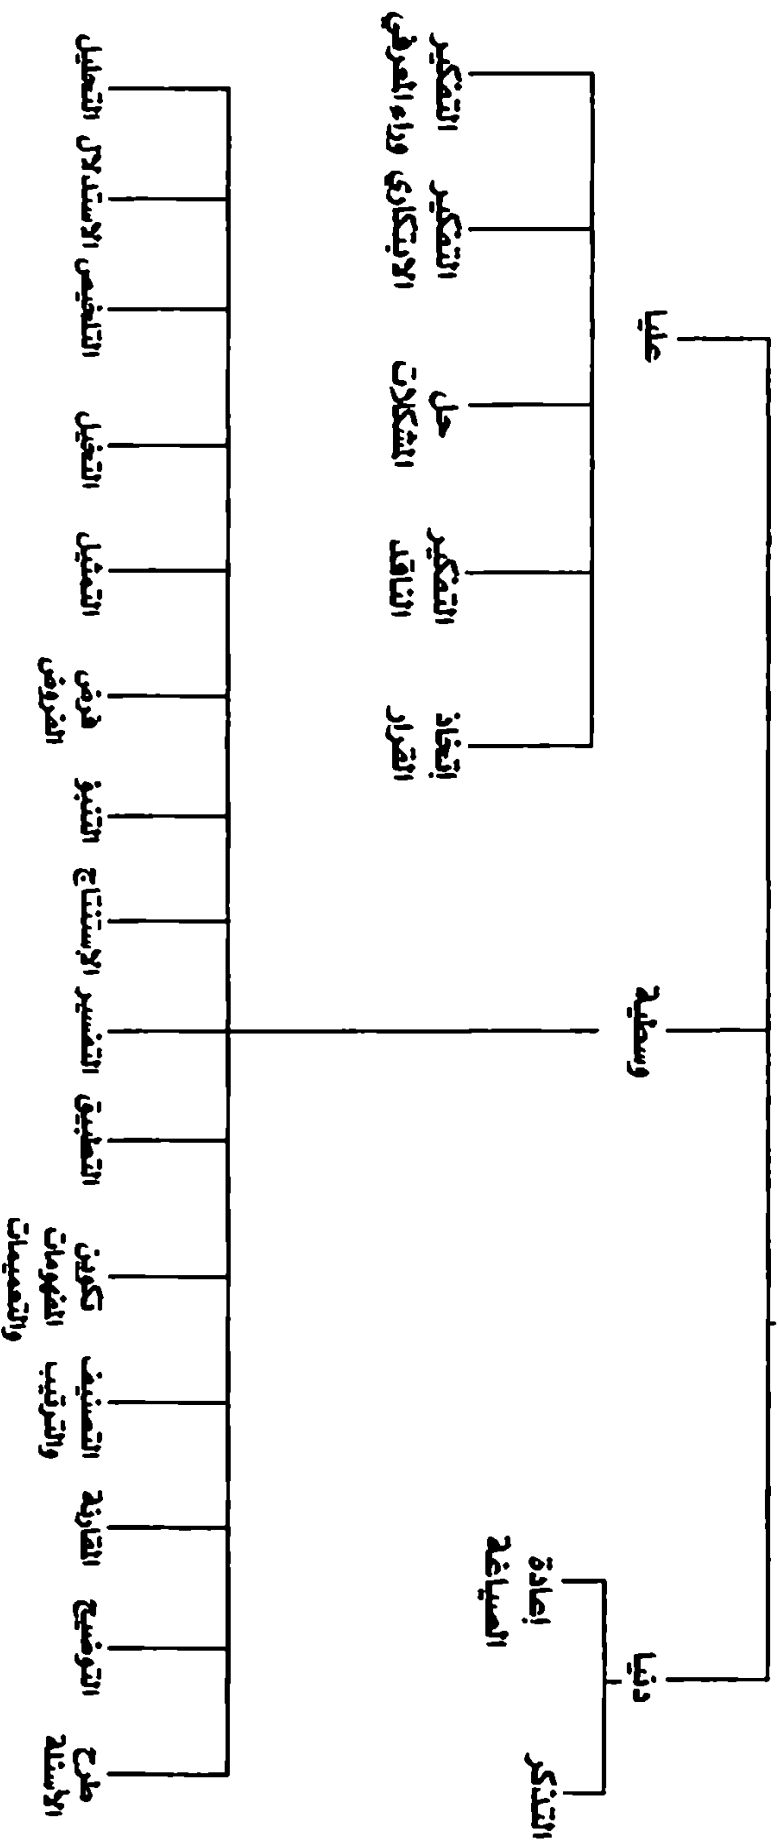 دنيا
وسطية
عليا
التذكر
إعادة
الصياغة
إتخاذ
القرار
التفكير
الناقد
حل
المشكلات
التفكير
الابتكاري
التفكير
وراء المعرفي
طرح
الأسئلة
التوضيح
المقارنة
التصنيف
والترتيب
تكوين
المفهومات
والتعميمات
التطبيق
التفسير
الاستنتاج
التنبؤ
فرض
الفروض
التمثيل
التخيل
التلخيص
الاستدلال
التحليل